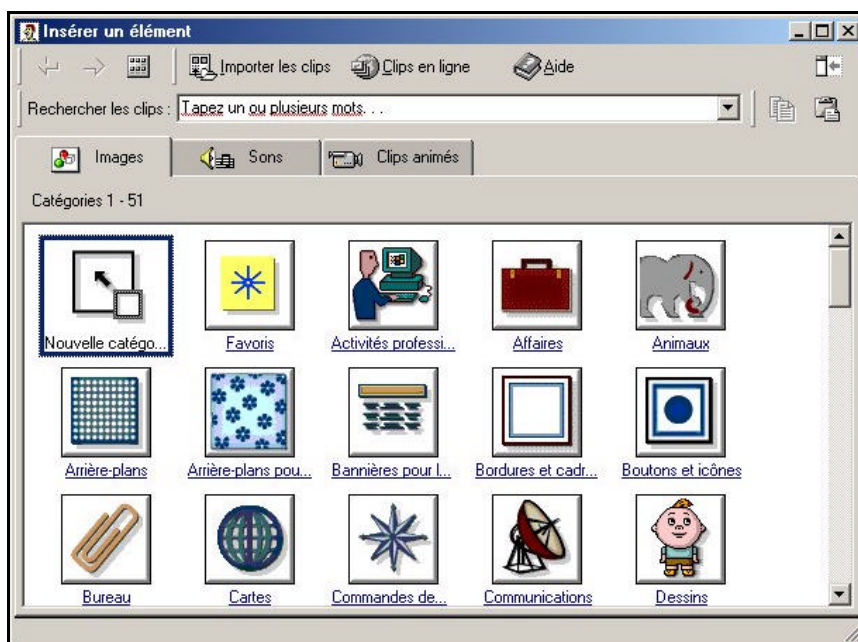 Insérer un élément
Importer les clips Clips en ligne Aide
Rechercher les clips : Tapez un ou plusieurs mots. . .
Images Sons Clips animés
Catégories 1 - 51
Nouvelle catégo... Favoris Activités professi... Affaires Animaux
Arrière-plans Arrière-plans pou... Bannières pour l... Bordures et cadr... Boutons et icônes
Bureau Cartes Commandes de... Communications Dessins